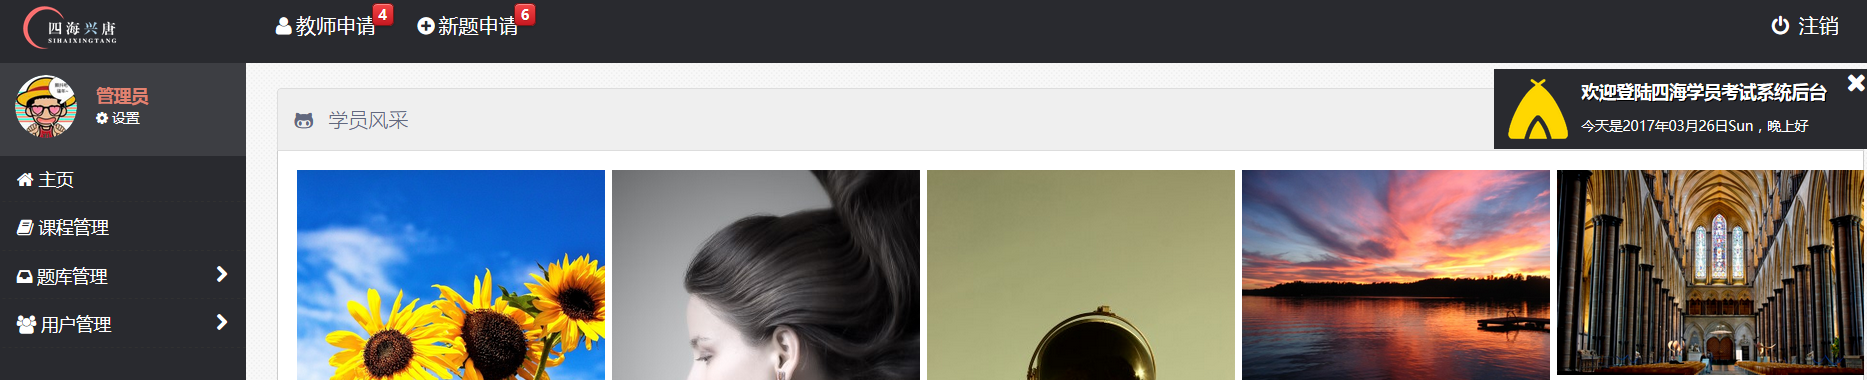 四海兴唐
SIHAIXINGTANG
教师申请 4
新题申请 6
注销
管理员
设置
欢迎登陆四海学员考试系统后台
今天是2017年03月26日Sun，晚上好
学员风采
主页
课程管理
题库管理
用户管理